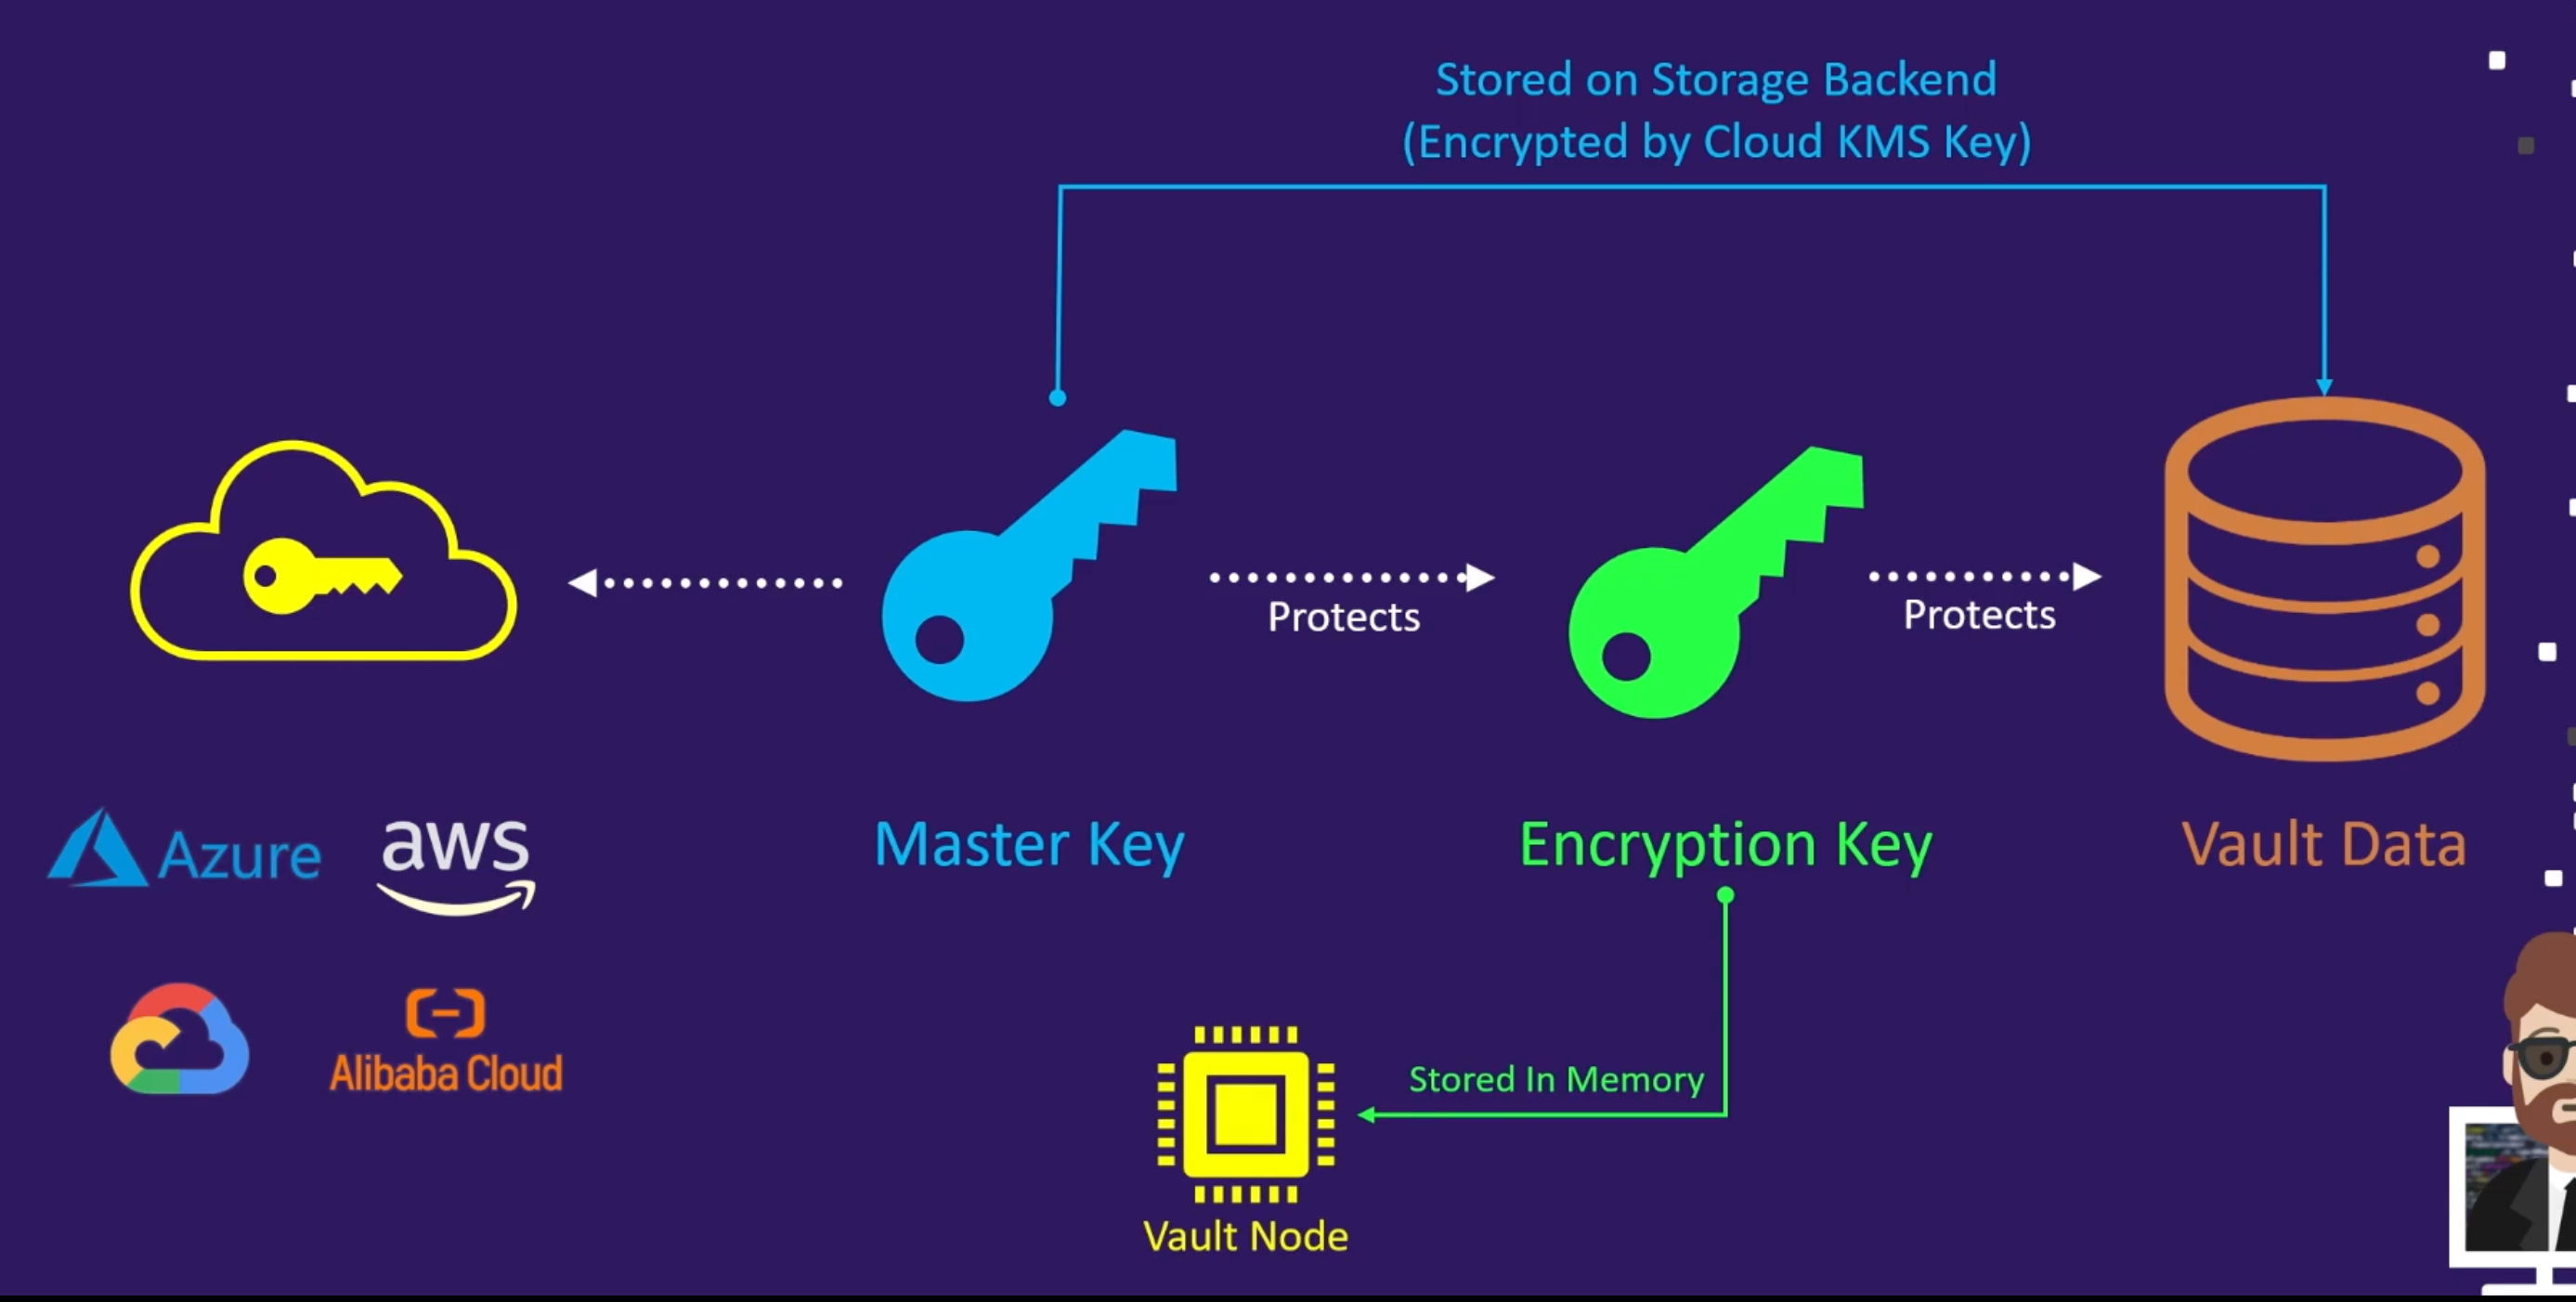 Stored on Storage Backend
(Encrypted by Cloud KMS Key)
Protects
Protects
Azure
aws
Master Key
Encryption Key
Vault Data
Alibaba Cloud
Stored In Memory
Vault Node